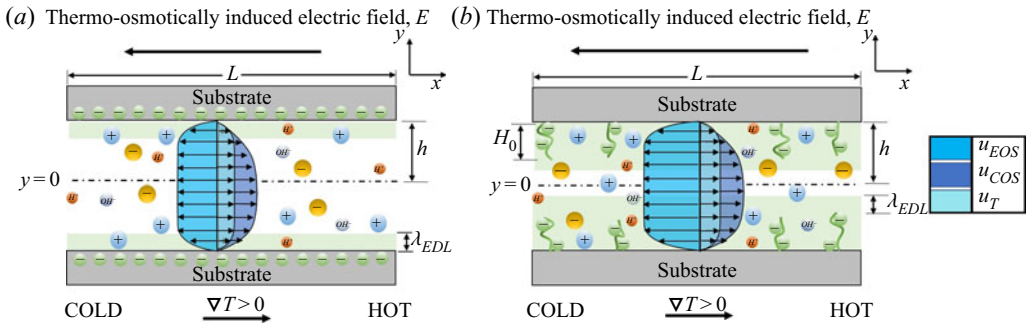 (a) Thermo-osmotically induced electric field, E
y
x
L
Substrate
h
y = 0
λEDL
Substrate
COLD
∇T > 0
HOT
H+
OH−
(b) Thermo-osmotically induced electric field, E
y
x
L
Substrate
H0
h
y = 0
λEDL
Substrate
COLD
∇T > 0
HOT
H+
OH−
uEOS
uCOS
uT